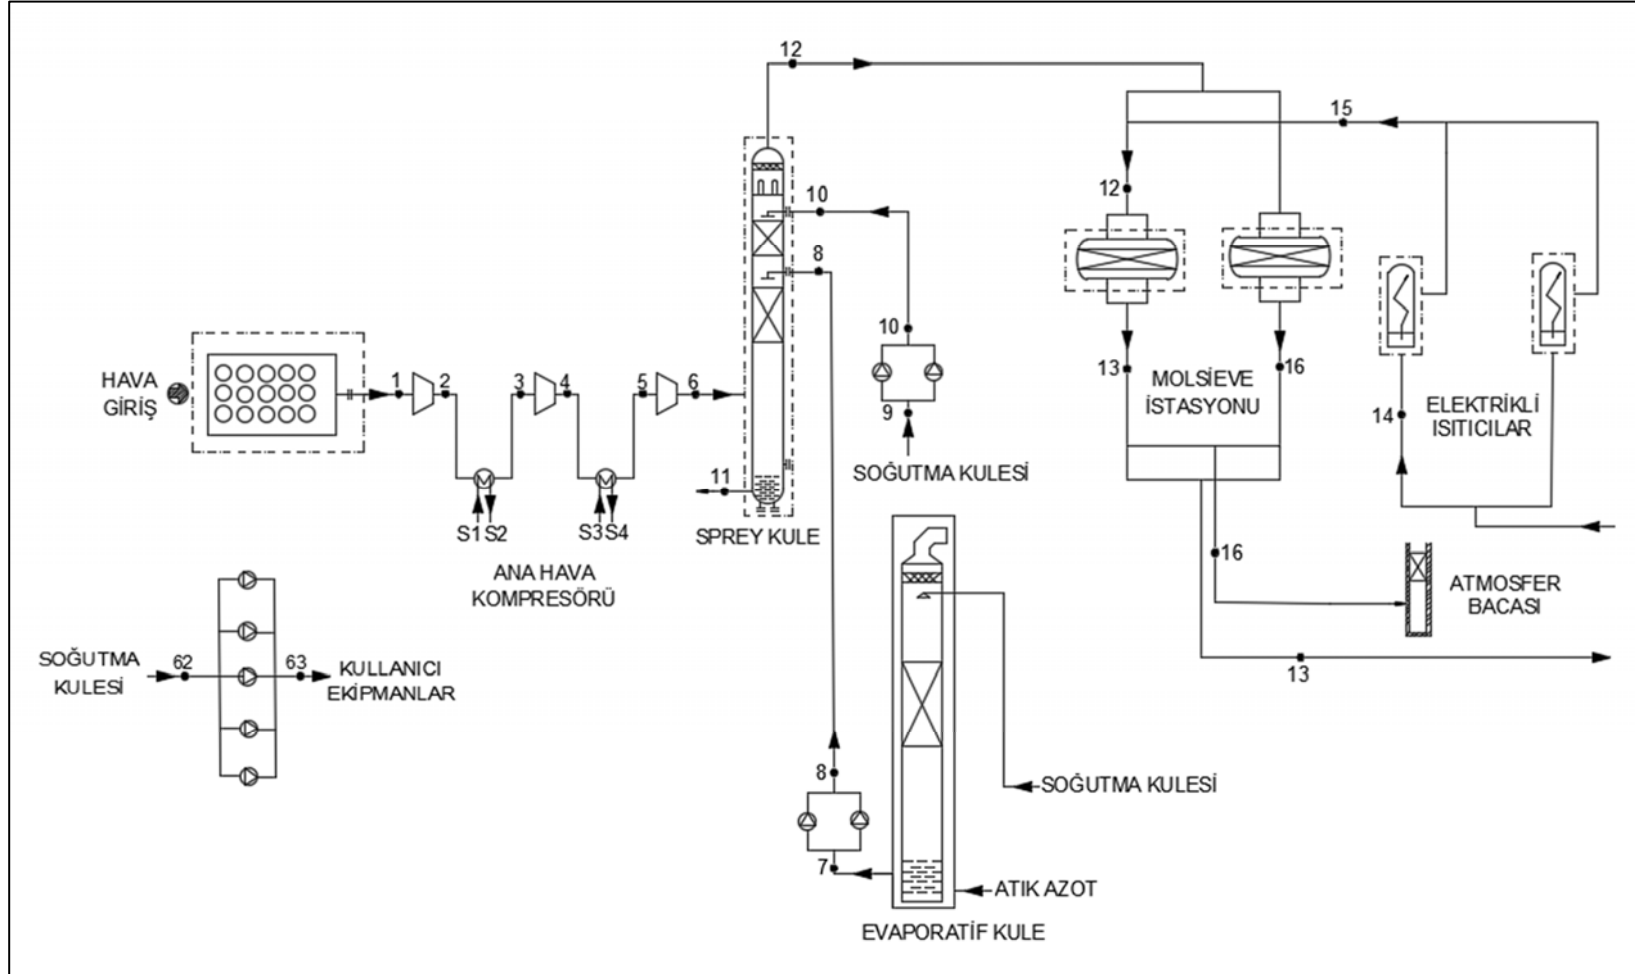 12
15
12
10
8
10
9
SOĞUTMA KULESİ
HAVA
GİRİŞ
1
2
3
4
5
6
S1
S2
S3
S4
ANA HAVA
KOMPRESÖRÜ
11
SPREY KULE
13
16
MOLSIEVE
İSTASYONU
14
ELEKTRİKLİ
ISITICILAR
16
ATMOSFER
BACASI
13
SOĞUTMA
KULESİ
62
63
KULLANICI
EKİPMANLAR
8
7
SOĞUTMA KULESİ
ATIK AZOT
EVAPORATİF KULE